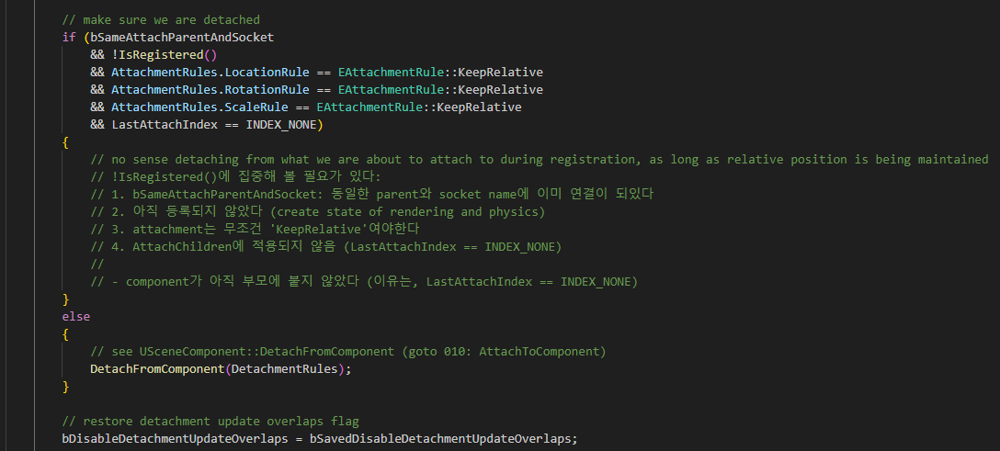 // make sure we are detached
if (bSameAttachParentAndSocket
&& !IsRegistered()
&& AttachmentRules.LocationRule == EAttachmentRule::KeepRelative
&& AttachmentRules.RotationRule == EAttachmentRule::KeepRelative
&& AttachmentRules.ScaleRule == EAttachmentRule::KeepRelative
&& LastAttachIndex == INDEX_NONE)
{
// no sense detaching from what we are about to attach to during registration, as long as relative position is being maintained
// !IsRegistered()에 집중해 볼 필요가 있다:
// 1. bSameAttachParentAndSocket: 동일한 parent와 socket name에 이미 연결이 되있다
// 2. 아직 등록되지 않았다 (create state of rendering and physics)
// 3. attachment는 무조건 'KeepRelative'여야한다
// 4. AttachChildren에 적용되지 않음 (LastAttachIndex == INDEX_NONE)
//
// - component가 아직 부모에 붙지 않았다 (이유는, LastAttachIndex == INDEX_NONE)
}
else
{
// see USceneComponent::DetachFromComponent (goto 010: AttachToComponent)
DetachFromComponent(DetachmentRules);
}
// restore detachment update overlaps flag
bDisableDetachmentUpdateOverlaps = bSavedDisableDetachmentUpdateOverlaps;